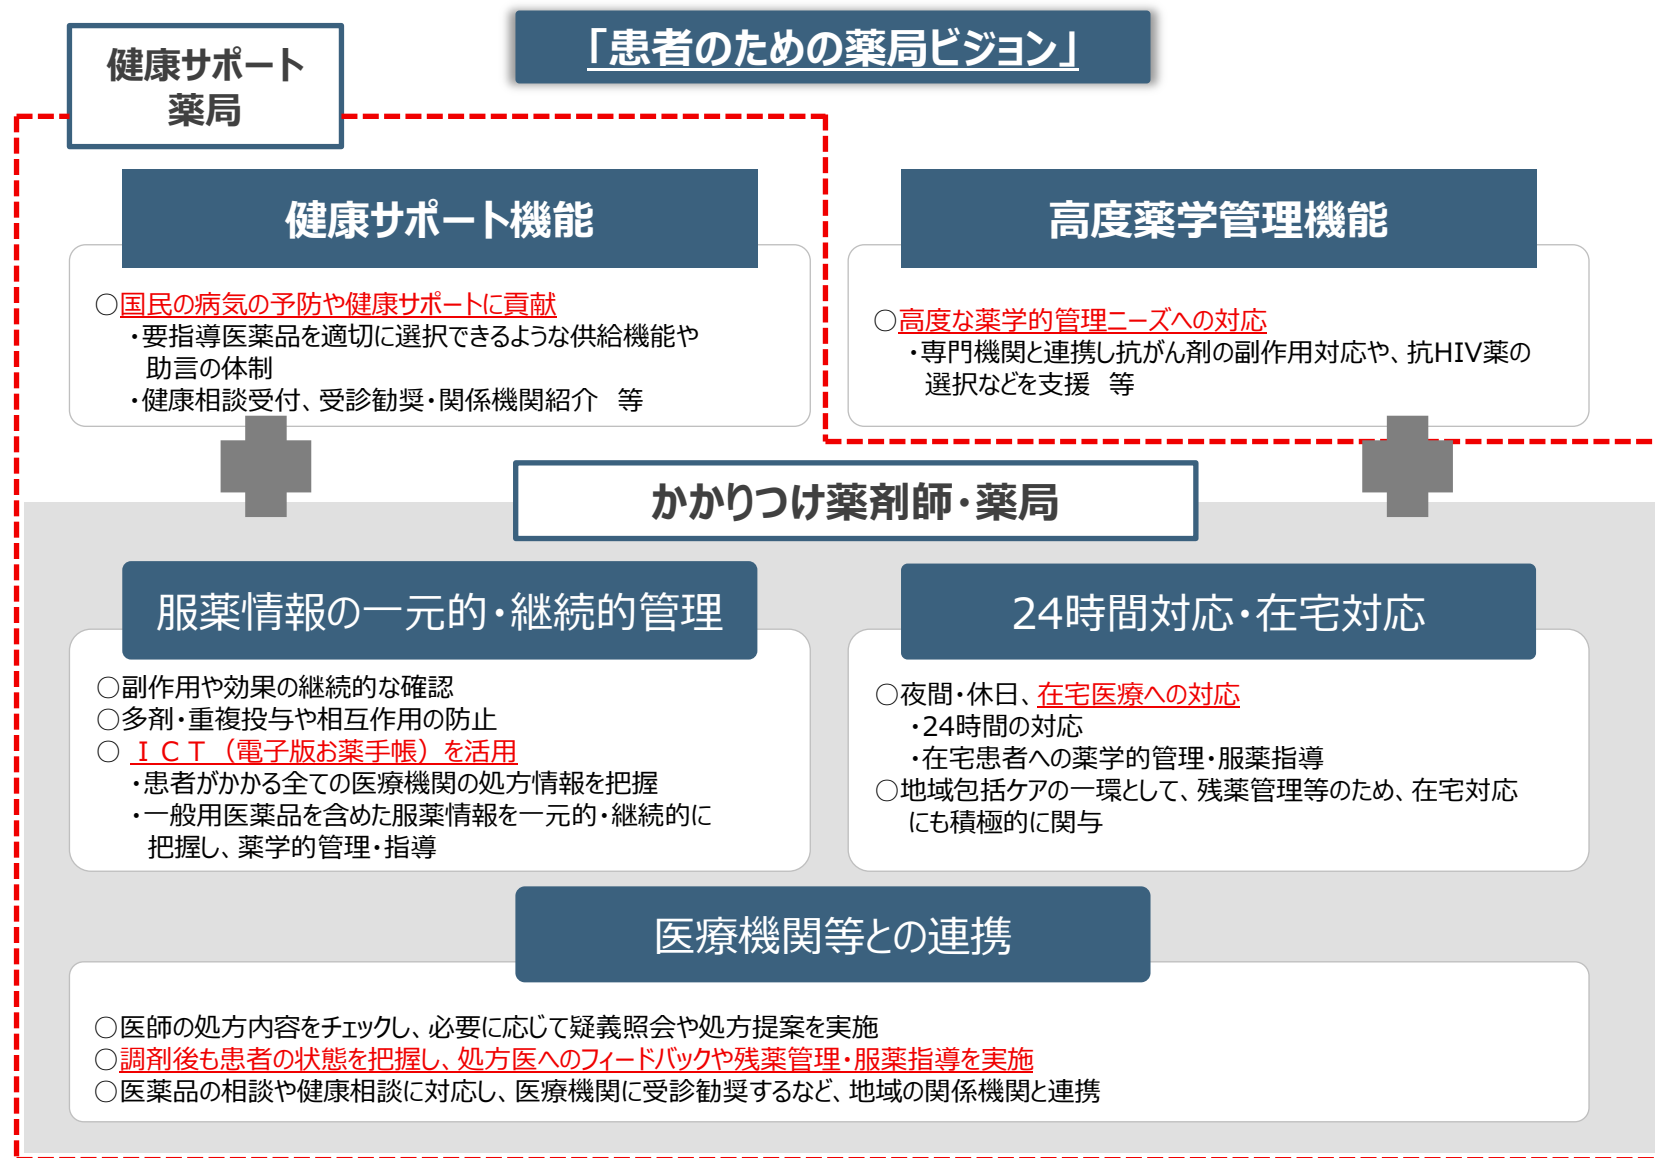 「患者のための薬局ビジョン」
健康サポート
薬局
健康サポート機能
○国民の病気の予防や健康サポートに貢献
・要指導医薬品を適切に選択できるような供給機能や
助言の体制
・健康相談受付、受診勧奨・関係機関紹介 等
高度薬学管理機能
○高度な薬学的管理ニーズへの対応
・専門機関と連携し抗がん剤の副作用対応や、抗HIV薬の
選択などを支援 等
かかりつけ薬剤師・薬局
服薬情報の一元的・継続的管理
○副作用や効果の継続的な確認
○多剤・重複投与や相互作用の防止
○ ＩＣＴ（電子版お薬手帳）を活用
・患者がかかる全ての医療機関の処方情報を把握
・一般用医薬品を含めた服薬情報を一元的・継続的に
把握し、薬学的管理・指導
24時間対応・在宅対応
○夜間・休日、在宅医療への対応
・24時間の対応
・在宅患者への薬学的管理・服薬指導
○地域包括ケアの一環として、残薬管理等のため、在宅対応
にも積極的に関与
医療機関等との連携
○医師の処方内容をチェックし、必要に応じて疑義照会や処方提案を実施
○調剤後も患者の状態を把握し、処方医へのフィードバックや残薬管理・服薬指導を実施
○医薬品の相談や健康相談に対応し、医療機関に受診勧奨するなど、地域の関係機関と連携